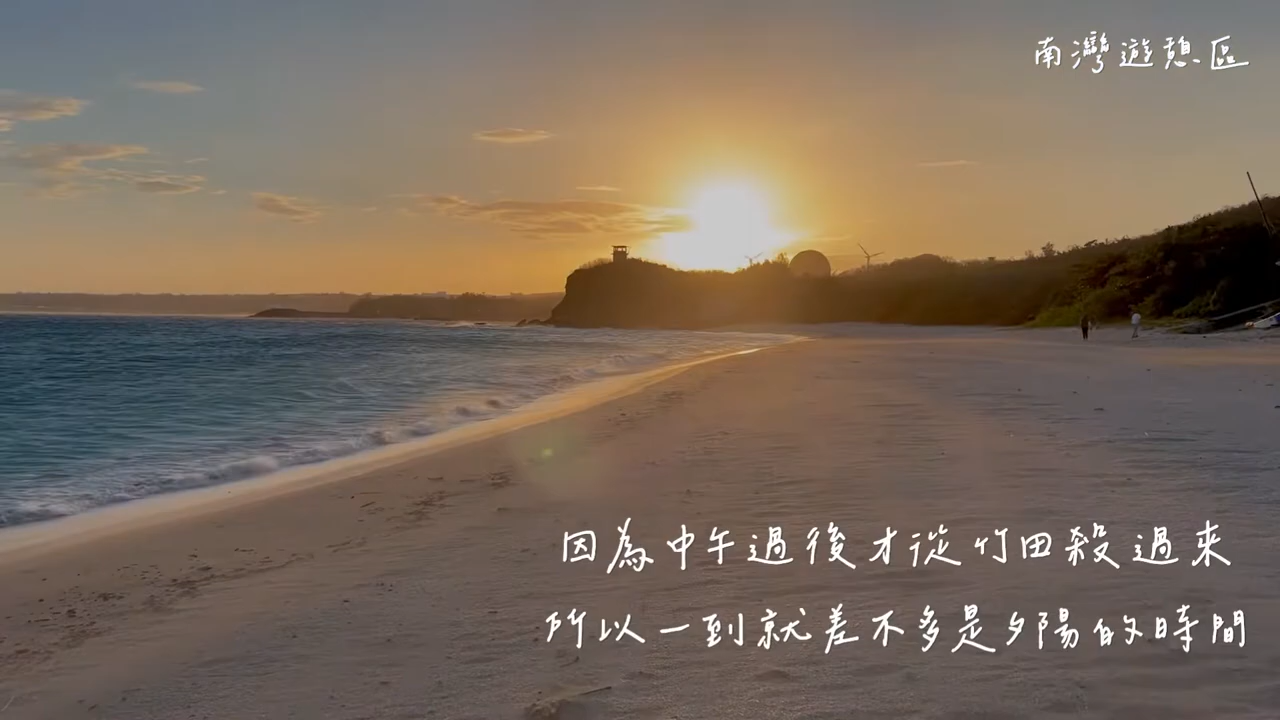 南灣遊憩區
因為中午過後才從竹田殺過來
所以一到就差不多是夕陽的時間